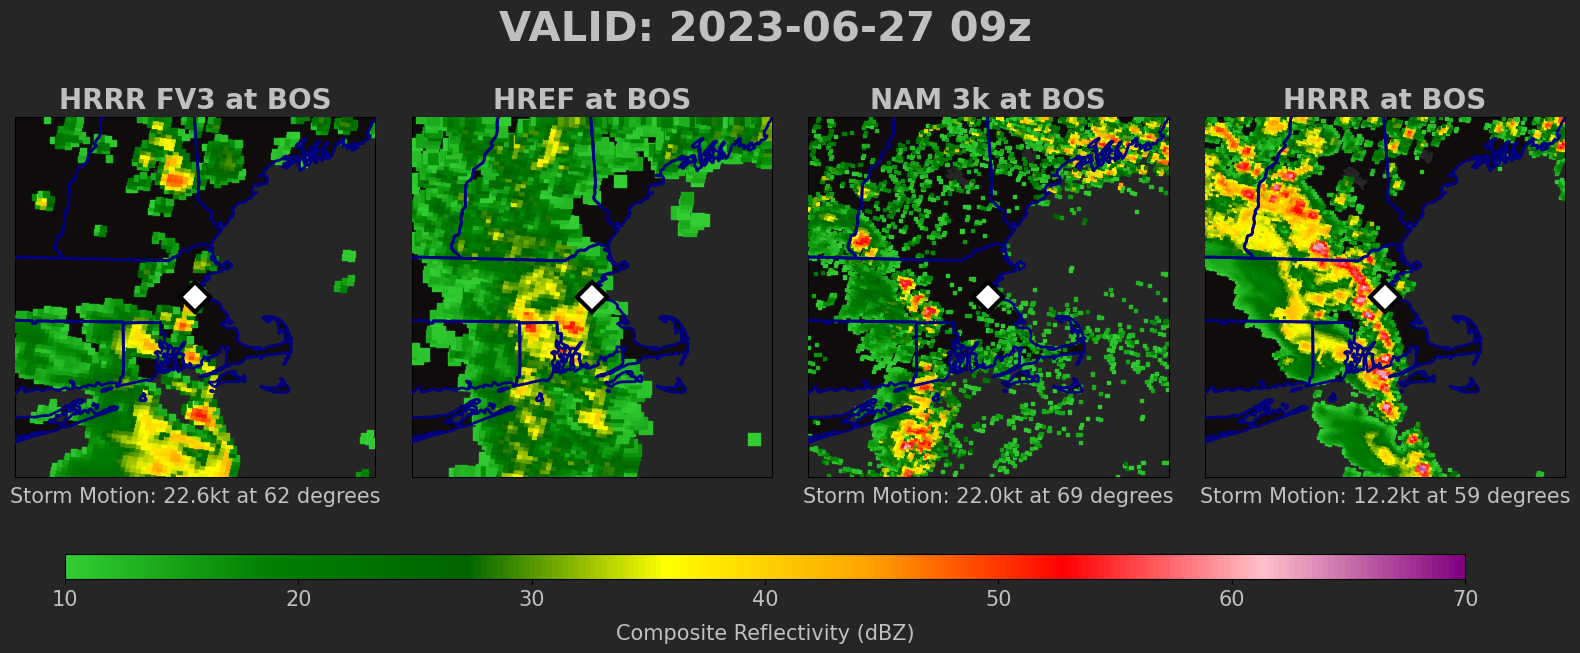 VALID: 2023-06-27 09z
HRRR FV3 at BOS
HREF at BOS
NAM 3k at BOS
HRRR at BOS
Storm Motion: 22.6kt at 62 degrees
Storm Motion: 22.0kt at 69 degrees
Storm Motion: 12.2kt at 59 degrees
10 20 30 40 50 60 70
Composite Reflectivity (dBZ)